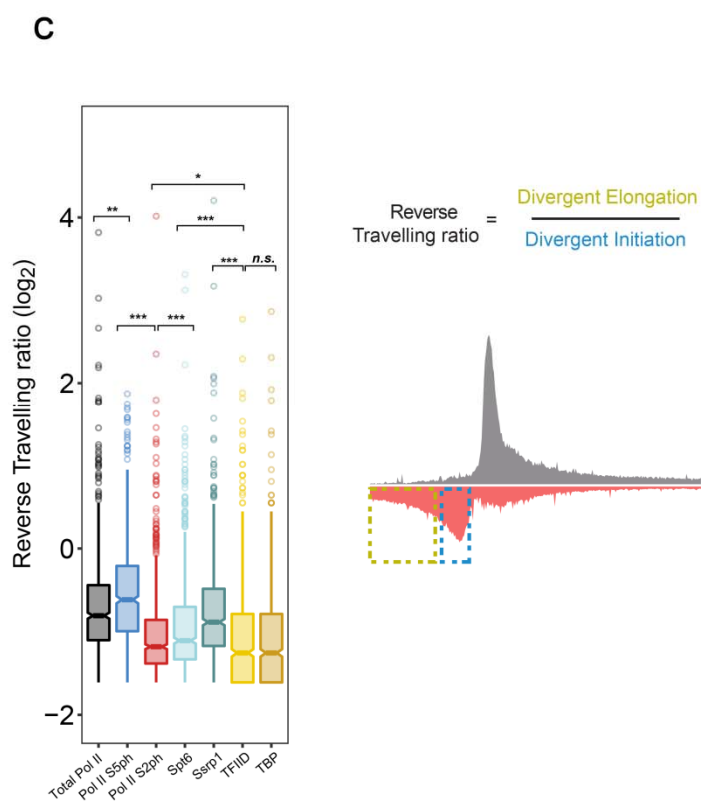 C
Reverse Travelling ratio (log2)
4
2
0
−2
*
**
***
***
n.s.
***
***
Total Pol II
Pol II S5ph
Pol II S2ph
Spt6
Ssrp1
TFIID
TBP
Reverse
Travelling ratio
=
Divergent Elongation
Divergent Initiation